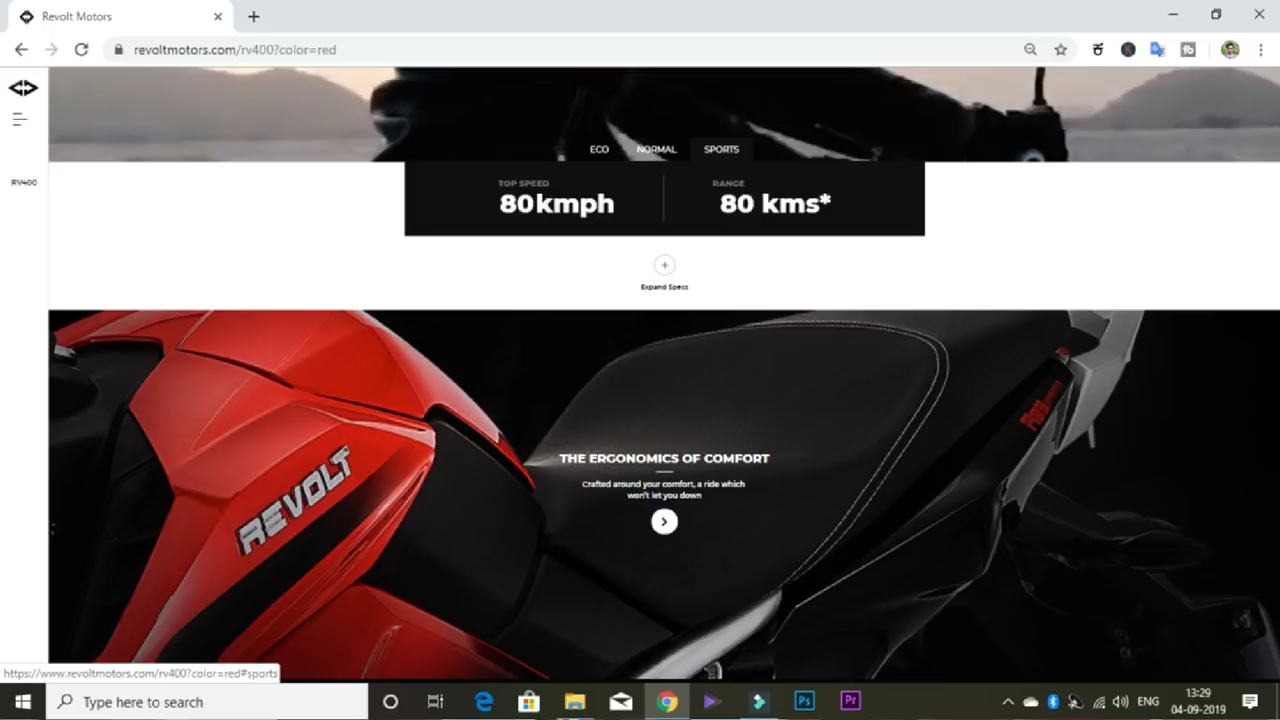 Revolt Motors
revoltmotors.com/rv400?color=red
RV400
ECO NORMAL SPORTS
TOP SPEED
80kmph
RANGE
80 kms*
Expand Specs
REVOLT
THE ERGONOMICS OF COMFORT
Crafted around your comfort, a ride which
won't let you down
https://www.revoltmotors.com/rv400?color=red#sports
Type here to search
Ps
Pr
ENG
13:29
04-09-2019